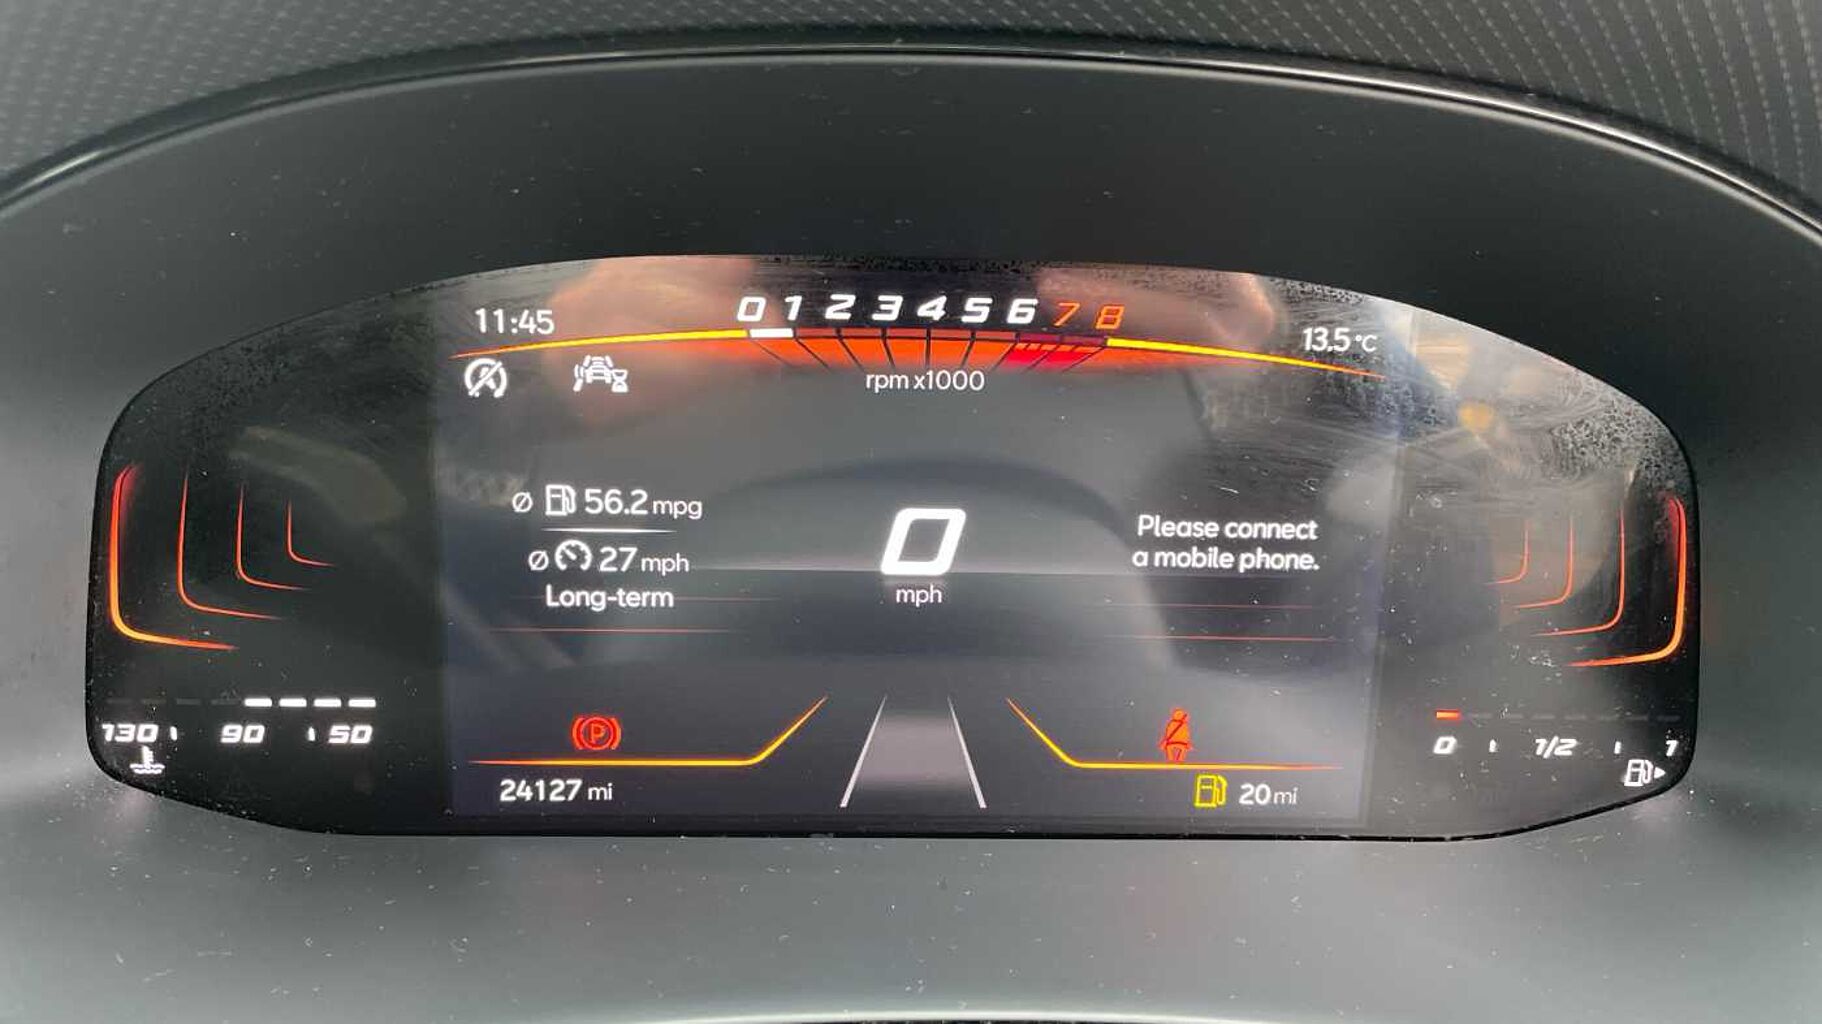 11:45
0 1 2 3 4 5 6 7 8
13.5 °C
rpm x1000
Ø 56.2 mpg
Ø 27 mph
Long-term
0
mph
Please connect
a mobile phone.
130 90 50
P
0 1/2 1
24127 mi
20 mi